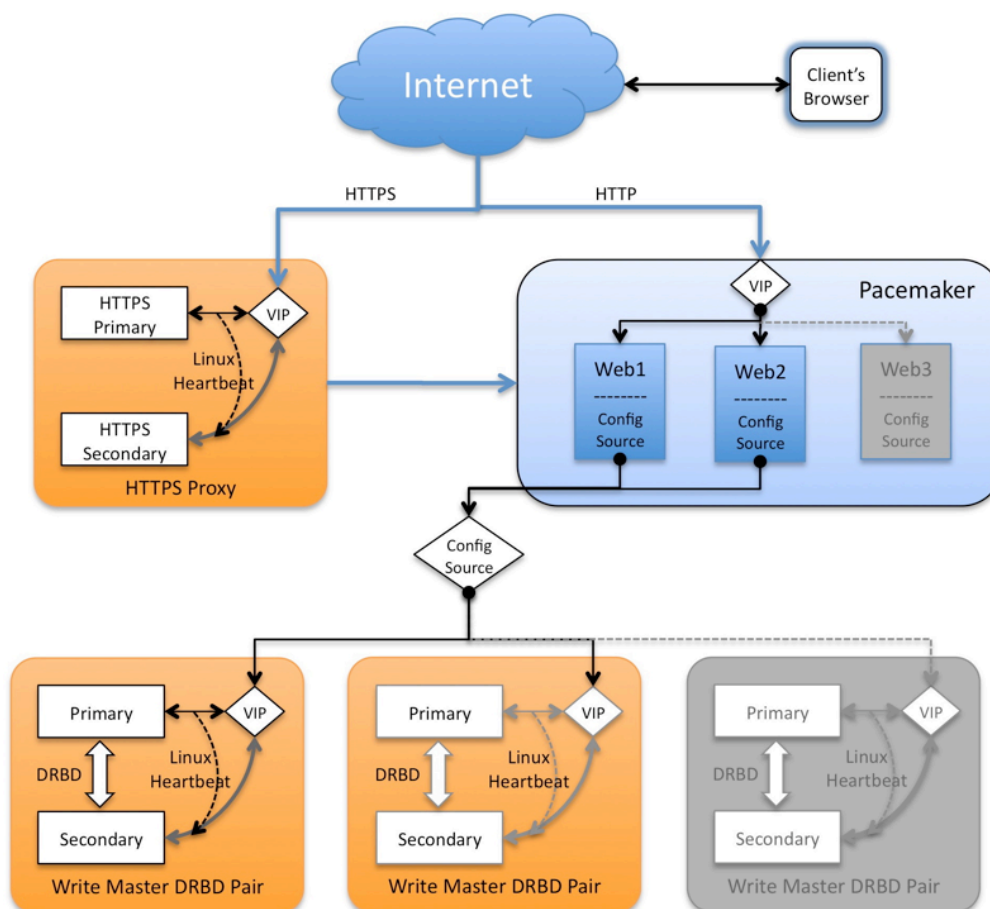 Internet
Client's
Browser
HTTPS
HTTP
HTTPS
Primary
VIP
Linux
Heartbeat
HTTPS
Secondary
HTTPS Proxy
VIP
Pacemaker
Web1
--------
Config
Source
Web2
--------
Config
Source
Web3
--------
Config
Source
Config
Source
Primary
VIP
DRBD
Linux
Heartbeat
Secondary
Write Master DRBD Pair
Primary
VIP
DRBD
Linux
Heartbeat
Secondary
Write Master DRBD Pair
Primary
VIP
DRBD
Linux
Heartbeat
Secondary
Write Master DRBD Pair